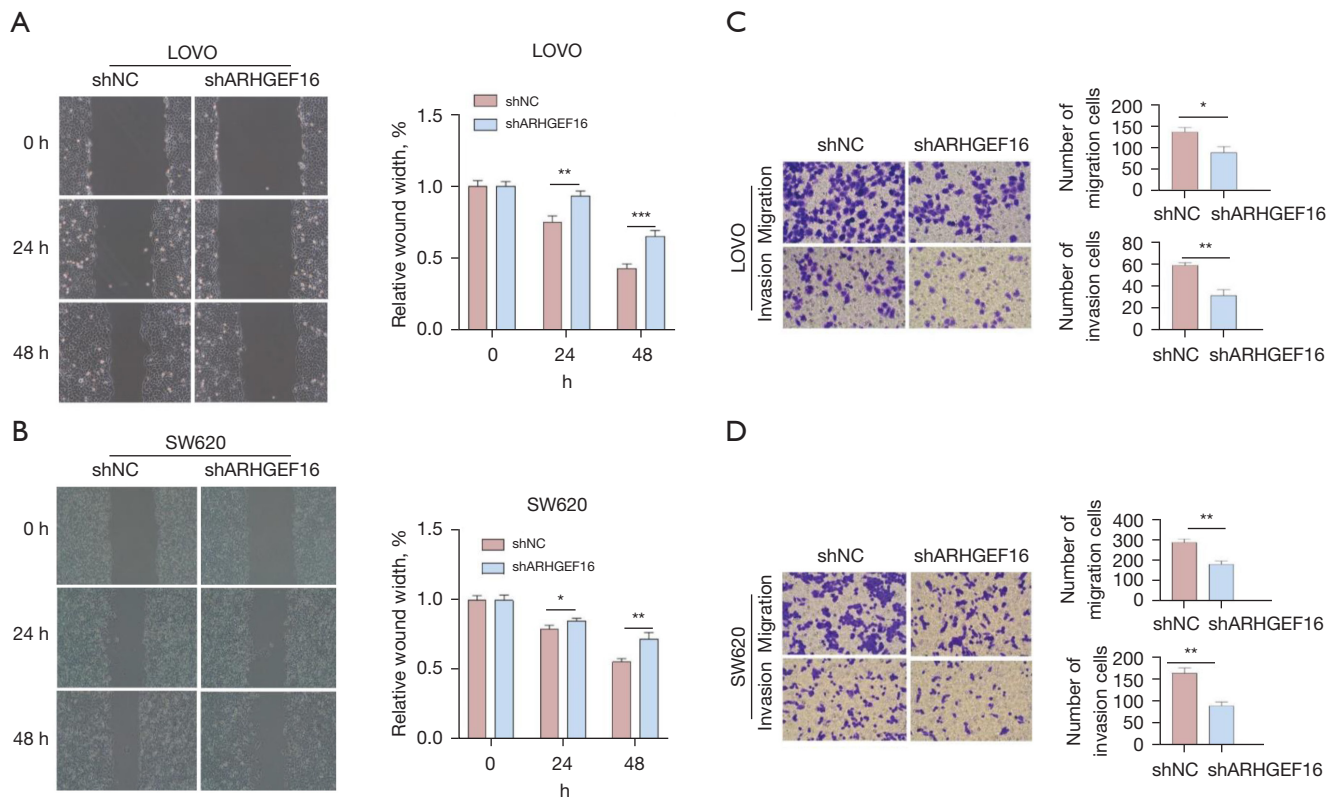 A
LOVO
shNC shARHGEF16
0 h
24 h
48 h
LOVO
Relative wound width, %
1.5
1.0
0.5
0.0
shNC
shARHGEF16
**
***
0 24 48
h
B
SW620
shNC shARHGEF16
0 h
24 h
48 h
SW620
Relative wound width, %
1.5
1.0
0.5
0.0
shNC
shARHGEF16
*
**
0 24 48
h
C
shNC shARHGEF16
LOVO
Invasion Migration
Number of
migration cells
200
150
100
50
0
*
shNC shARHGEF16
Number of
invasion cells
80
60
40
20
0
**
shNC shARHGEF16
D
shNC shARHGEF16
SW620
Invasion Migration
Number of
migration cells
400
300
200
100
0
**
shNC shARHGEF16
Number of
invasion cells
200
150
100
50
0
**
shNC shARHGEF16